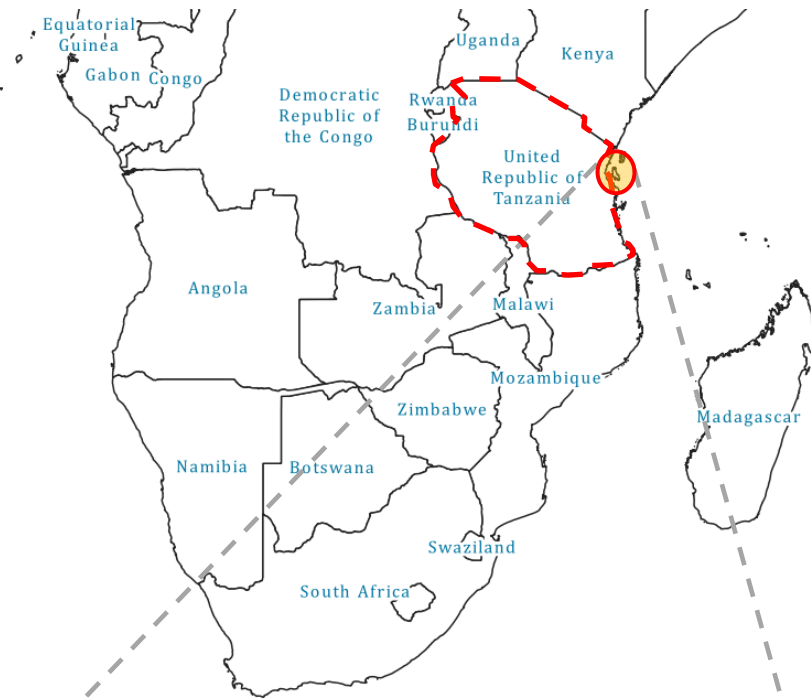 Equatorial
Guinea
Gabon
Congo
Uganda
Kenya
Democratic
Republic of
the Congo
Rwanda
Burundi
United
Republic of
Tanzania
Angola
Zambia
Malawi
Mozambique
Zimbabwe
Madagascar
Namibia
Botswana
Swaziland
South Africa